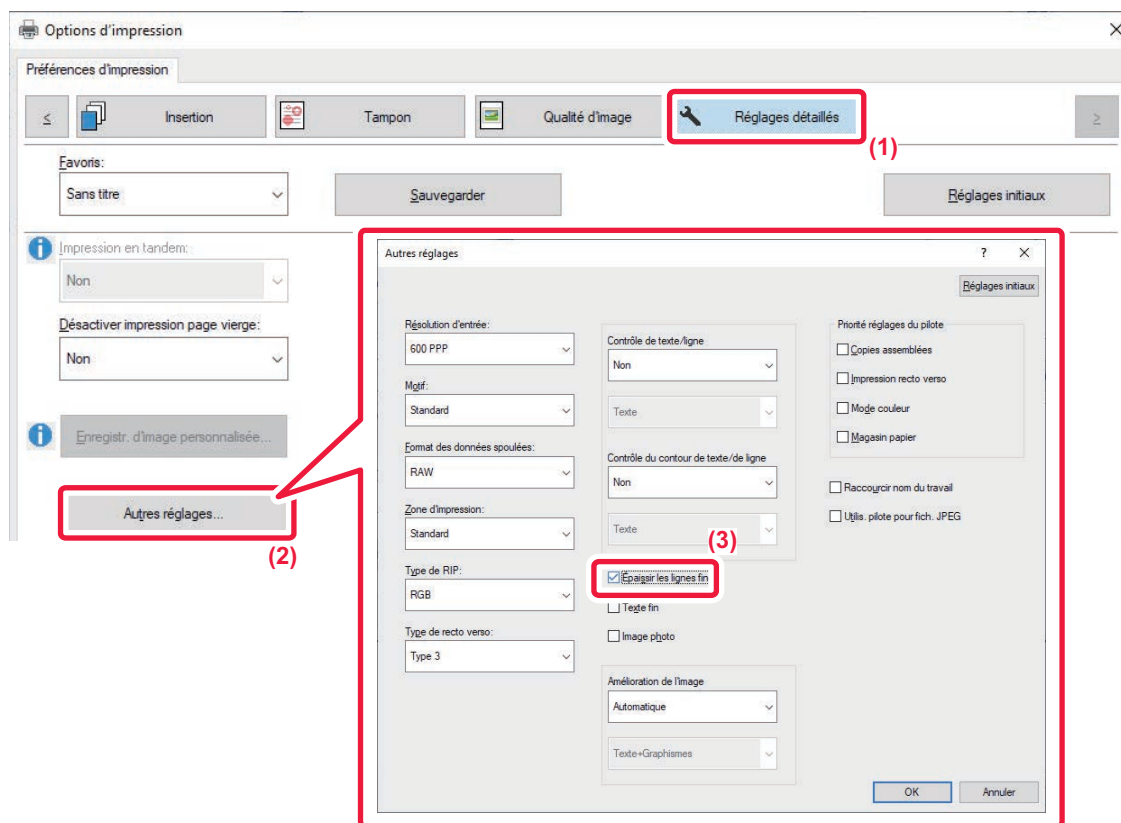 Options d'impression
Préférences d'impression
<
Insertion
Tampon
Qualité d'image
Réglages détaillés
>
(1)
Favoris:
Sans titre
Sauvegarder
Réglages initiaux
Impression en tandem:
Non
Désactiver impression page vierge:
Non
Enregistr. d'image personnalisée...
Autres réglages...
(2)
Autres réglages
?
Réglages initiaux
Résolution d'entrée:
600 PPP
Motif:
Standard
Format des données spoulées:
RAW
Zone d'impression:
Standard
Type de RIP:
RGB
Type de recto verso:
Type 3
Contrôle de texte/ligne
Non
Texte
Contrôle du contour de texte/de ligne
Non
Texte
(3)
Épaissir les lignes fin
Texte fin
Image photo
Amélioration de l'image
Automatique
Texte+Graphismes
Priorité réglages du pilote
Copies assemblées
Impression recto verso
Mode couleur
Magasin papier
Raccourcir nom du travail
Utilis. pilote pour fich. JPEG
OK
Annuler